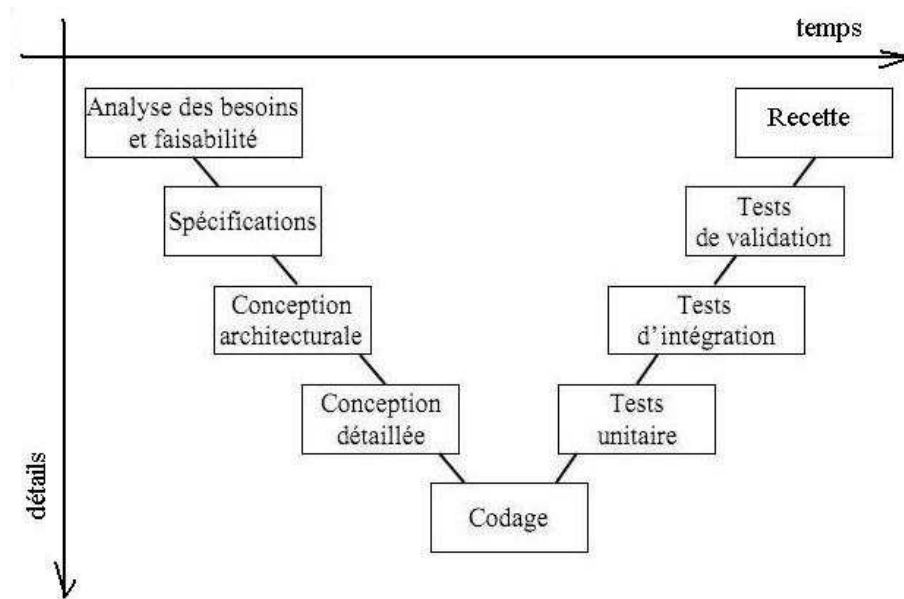 temps
Analyse des besoins
et faisabilité
Recette
Spécifications
Tests
de validation
Conception
architecturale
Tests
d’intégration
Conception
détaillée
Tests
unitaire
Codage
détails